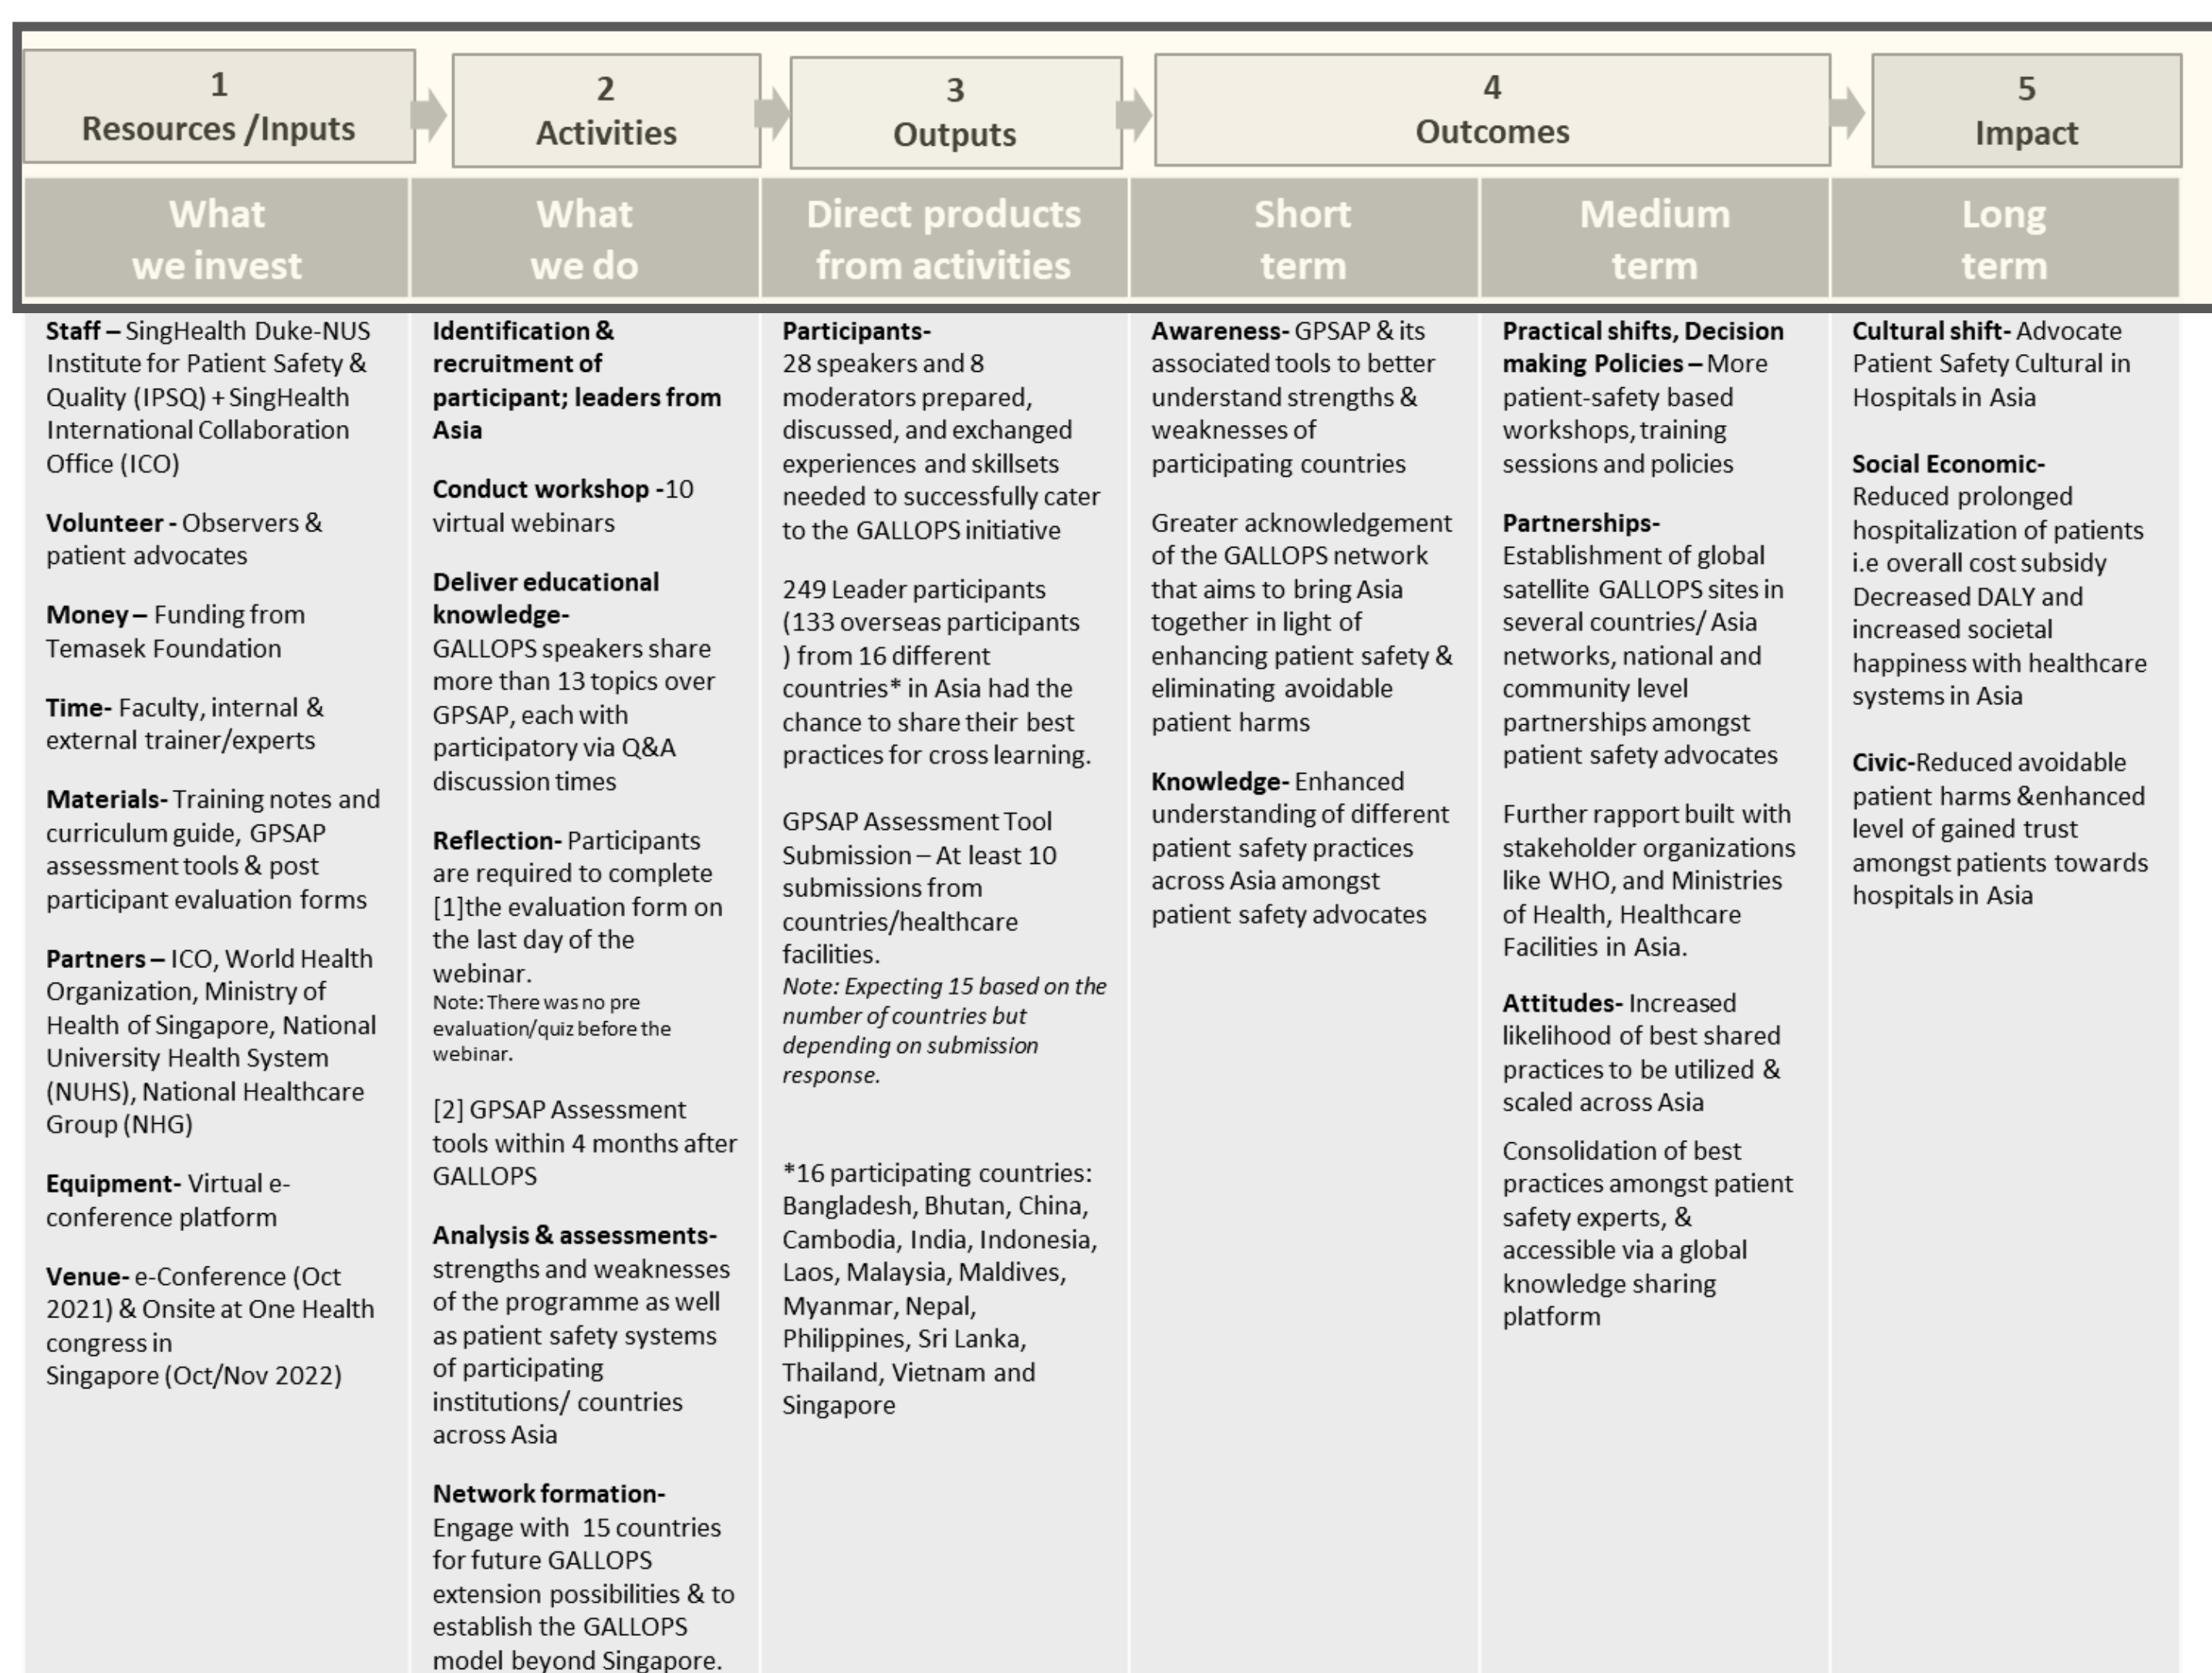 1
Resources /Inputs
2
Activities
3
Outputs
4
Outcomes
5
Impact
What
we invest
What
we do
Direct products
from activities
Short
term
Medium
term
Long
term
Staff – SingHealth Duke-NUS
Institute for Patient Safety &
Quality (IPSQ) + SingHealth
International Collaboration
Office (ICO)
Volunteer - Observers &
patient advocates
Money – Funding from
Temasek Foundation
Time- Faculty, internal &
external trainer/experts
Materials- Training notes and
curriculum guide, GPSAP
assessment tools & post
participant evaluation forms
Partners – ICO, World Health
Organization, Ministry of
Health of Singapore, National
University Health System
(NUHS), National Healthcare
Group (NHG)
Equipment- Virtual e-
conference platform
Venue- e-Conference (Oct
2021) & Onsite at One Health
congress in
Singapore (Oct/Nov 2022)
Identification &
recruitment of
participant; leaders from
Asia
Conduct workshop -10
virtual webinars
Deliver educational
knowledge-
GALLOPS speakers share
more than 13 topics over
GPSAP, each with
participatory via Q&A
discussion times
Reflection- Participants
are required to complete
[1]the evaluation form on
the last day of the
webinar.
Note: There was no pre
evaluation/quiz before the
webinar.
[2] GPSAP Assessment
tools within 4 months after
GALLOPS
Analysis & assessments-
strengths and weaknesses
of the programme as well
as patient safety systems
of participating
institutions/ countries
across Asia
Network formation-
Engage with 15 countries
for future GALLOPS
extension possibilities & to
establish the GALLOPS
model beyond Singapore.
Participants-
28 speakers and 8
moderators prepared,
discussed, and exchanged
experiences and skillsets
needed to successfully cater
to the GALLOPS initiative
249 Leader participants
(133 overseas participants
) from 16 different
countries* in Asia had the
chance to share their best
practices for cross learning.
GPSAP Assessment Tool
Submission – At least 10
submissions from
countries/healthcare
facilities.
Note: Expecting 15 based on the
number of countries but
depending on submission
response.
*16 participating countries:
Bangladesh, Bhutan, China,
Cambodia, India, Indonesia,
Laos, Malaysia, Maldives,
Myanmar, Nepal,
Philippines, Sri Lanka,
Thailand, Vietnam and
Singapore
Awareness- GPSAP & its
associated tools to better
understand strengths &
weaknesses of
participating countries
Greater acknowledgement
of the GALLOPS network
that aims to bring Asia
together in light of
enhancing patient safety &
eliminating avoidable
patient harms
Knowledge- Enhanced
understanding of different
patient safety practices
across Asia amongst
patient safety advocates
Practical shifts, Decision
making Policies – More
patient-safety based
workshops, training
sessions and policies
Partnerships-
Establishment of global
satellite GALLOPS sites in
several countries/ Asia
networks, national and
community level
partnerships amongst
patient safety advocates
Further rapport built with
stakeholder organizations
like WHO, and Ministries
of Health, Healthcare
Facilities in Asia.
Attitudes- Increased
likelihood of best shared
practices to be utilized &
scaled across Asia
Consolidation of best
practices amongst patient
safety experts, &
accessible via a global
knowledge sharing
platform
Cultural shift- Advocate
Patient Safety Cultural in
Hospitals in Asia
Social Economic-
Reduced prolonged
hospitalization of patients
i.e overall cost subsidy
Decreased DALY and
increased societal
happiness with healthcare
systems in Asia
Civic-Reduced avoidable
patient harms &enhanced
level of gained trust
amongst patients towards
hospitals in Asia